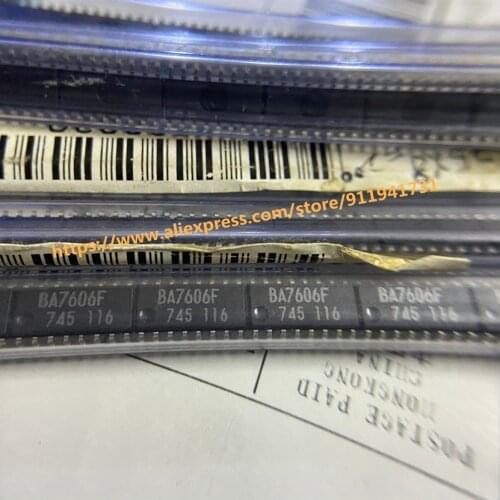 https://www.aliexpress.com/store/911941731
BA7606F
745 116
BA7606F
745 116
BA7606F
745 116
BA7606F
745 116
POSTAGE PAID
HONGKONG
CHINA